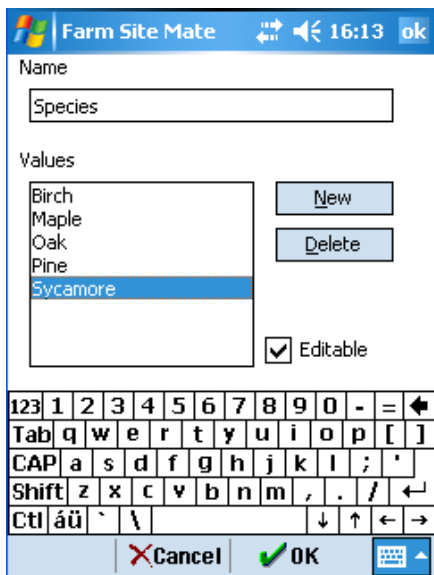 Farm Site Mate 16:13 ok
Name
Species
Values
Birch
Maple
Oak
Pine
Sycamore
New
Delete
Editable
123 1 2 3 4 5 6 7 8 9 0 - = 🡄
Tab q w e r t y u i o p [ ]
CAP a s d f g h j k l ; '
Shift z x c v b n m , . / ↵
Ctl áü ` \ ↓ ↑ ← →
Cancel OK